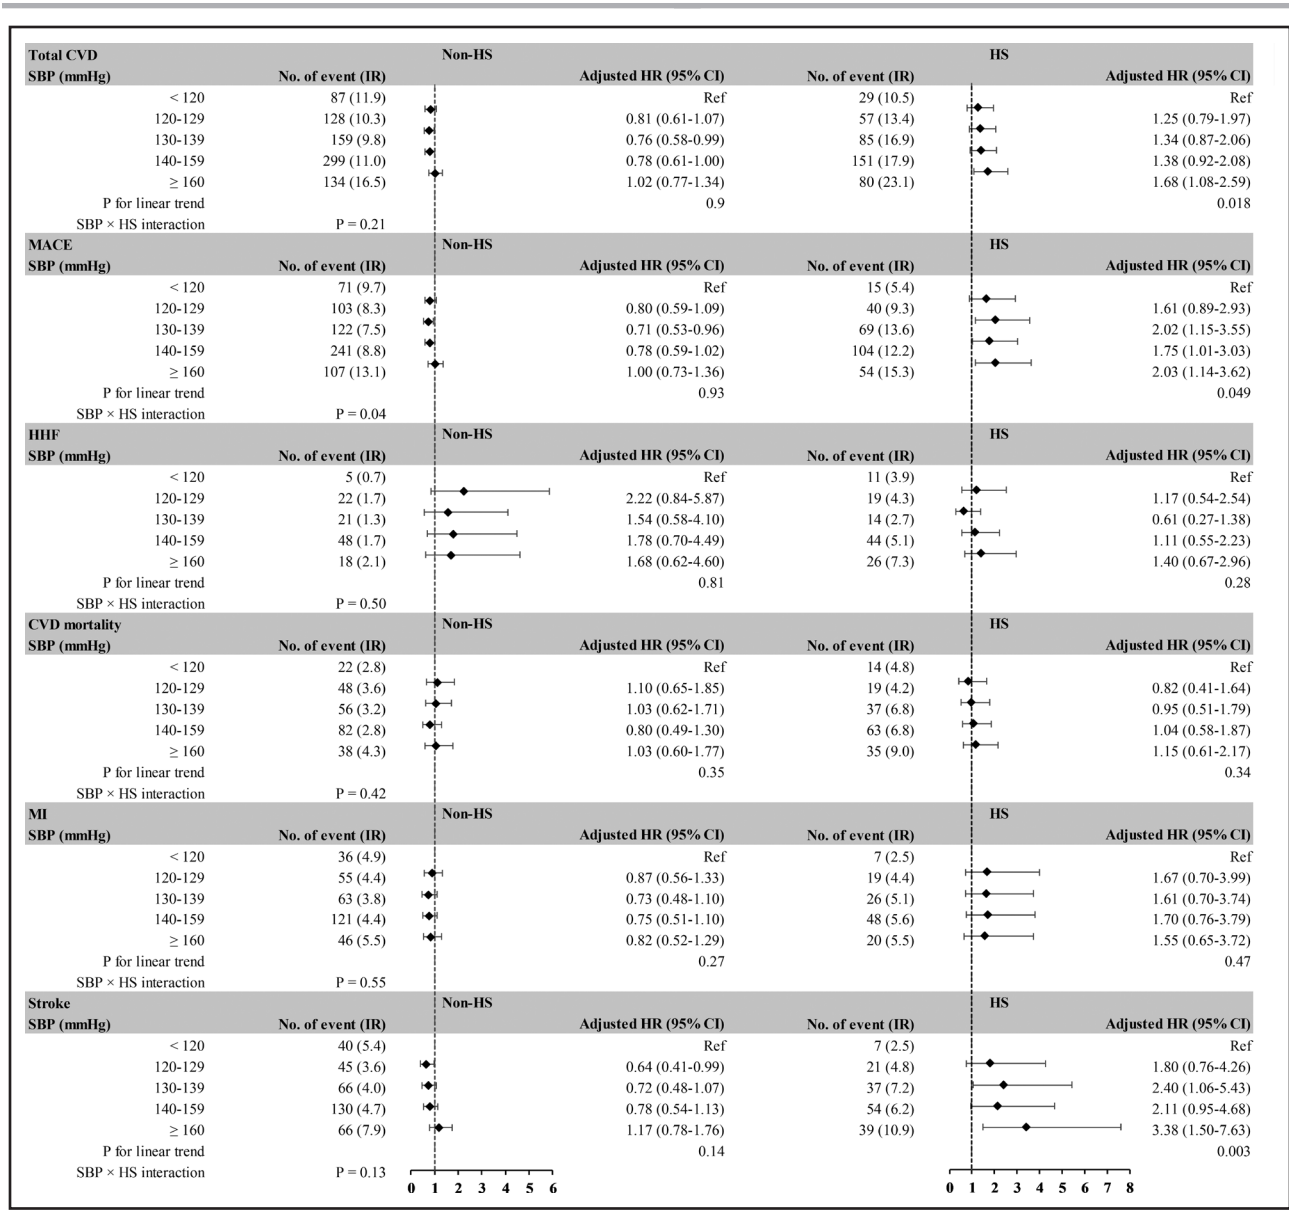 Total CVD Non-HS HS
SBP (mmHg) No. of event (IR) Adjusted HR (95% CI) No. of event (IR) Adjusted HR (95% CI)
< 120 87 (11.9) Ref 29 (10.5) Ref
120-129 128 (10.3) 0.81 (0.61-1.07) 57 (13.4) 1.25 (0.79-1.97)
130-139 159 (9.8) 0.76 (0.58-0.99) 85 (16.9) 1.34 (0.87-2.06)
140-159 299 (11.0) 0.78 (0.61-1.00) 151 (17.9) 1.38 (0.92-2.08)
≥ 160 134 (16.5) 1.02 (0.77-1.34) 80 (23.1) 1.68 (1.08-2.59)
P for linear trend 0.9 0.018
SBP × HS interaction P = 0.21
MACE Non-HS HS
SBP (mmHg) No. of event (IR) Adjusted HR (95% CI) No. of event (IR) Adjusted HR (95% CI)
< 120 71 (9.7) Ref 15 (5.4) Ref
120-129 103 (8.3) 0.80 (0.59-1.09) 40 (9.3) 1.61 (0.89-2.93)
130-139 122 (7.5) 0.71 (0.53-0.96) 69 (13.6) 2.02 (1.15-3.55)
140-159 241 (8.8) 0.78 (0.59-1.02) 104 (12.2) 1.75 (1.01-3.03)
≥ 160 107 (13.1) 1.00 (0.73-1.36) 54 (15.3) 2.03 (1.14-3.62)
P for linear trend 0.93 0.049
SBP × HS interaction P = 0.04
HHF Non-HS HS
SBP (mmHg) No. of event (IR) Adjusted HR (95% CI) No. of event (IR) Adjusted HR (95% CI)
< 120 5 (0.7) Ref 11 (3.9) Ref
120-129 22 (1.7) 2.22 (0.84-5.87) 19 (4.3) 1.17 (0.54-2.54)
130-139 21 (1.3) 1.54 (0.58-4.10) 14 (2.7) 0.61 (0.27-1.38)
140-159 48 (1.7) 1.78 (0.70-4.49) 44 (5.1) 1.11 (0.55-2.23)
≥ 160 18 (2.1) 1.68 (0.62-4.60) 26 (7.3) 1.40 (0.67-2.96)
P for linear trend 0.81 0.28
SBP × HS interaction P = 0.50
CVD mortality Non-HS HS
SBP (mmHg) No. of event (IR) Adjusted HR (95% CI) No. of event (IR) Adjusted HR (95% CI)
< 120 22 (2.8) Ref 14 (4.8) Ref
120-129 48 (3.6) 1.10 (0.65-1.85) 19 (4.2) 0.82 (0.41-1.64)
130-139 56 (3.2) 1.03 (0.62-1.71) 37 (6.8) 0.95 (0.51-1.79)
140-159 82 (2.8) 0.80 (0.49-1.30) 63 (6.8) 1.04 (0.58-1.87)
≥ 160 38 (4.3) 1.03 (0.60-1.77) 35 (9.0) 1.15 (0.61-2.17)
P for linear trend 0.35 0.34
SBP × HS interaction P = 0.42
MI Non-HS HS
SBP (mmHg) No. of event (IR) Adjusted HR (95% CI) No. of event (IR) Adjusted HR (95% CI)
< 120 36 (4.9) Ref 7 (2.5) Ref
120-129 55 (4.4) 0.87 (0.56-1.33) 19 (4.4) 1.67 (0.70-3.99)
130-139 63 (3.8) 0.73 (0.48-1.10) 26 (5.1) 1.61 (0.70-3.74)
140-159 121 (4.4) 0.75 (0.51-1.10) 48 (5.6) 1.70 (0.76-3.79)
≥ 160 46 (5.5) 0.82 (0.52-1.29) 20 (5.5) 1.55 (0.65-3.72)
P for linear trend 0.27 0.47
SBP × HS interaction P = 0.55
Stroke Non-HS HS
SBP (mmHg) No. of event (IR) Adjusted HR (95% CI) No. of event (IR) Adjusted HR (95% CI)
< 120 40 (5.4) Ref 7 (2.5) Ref
120-129 45 (3.6) 0.64 (0.41-0.99) 21 (4.8) 1.80 (0.76-4.26)
130-139 66 (4.0) 0.72 (0.48-1.07) 37 (7.2) 2.40 (1.06-5.43)
140-159 130 (4.7) 0.78 (0.54-1.13) 54 (6.2) 2.11 (0.95-4.68)
≥ 160 66 (7.9) 1.17 (0.78-1.76) 39 (10.9) 3.38 (1.50-7.63)
P for linear trend 0.14 0.003
SBP × HS interaction P = 0.13
0 1 2 3 4 5 6 0 1 2 3 4 5 6 7 8